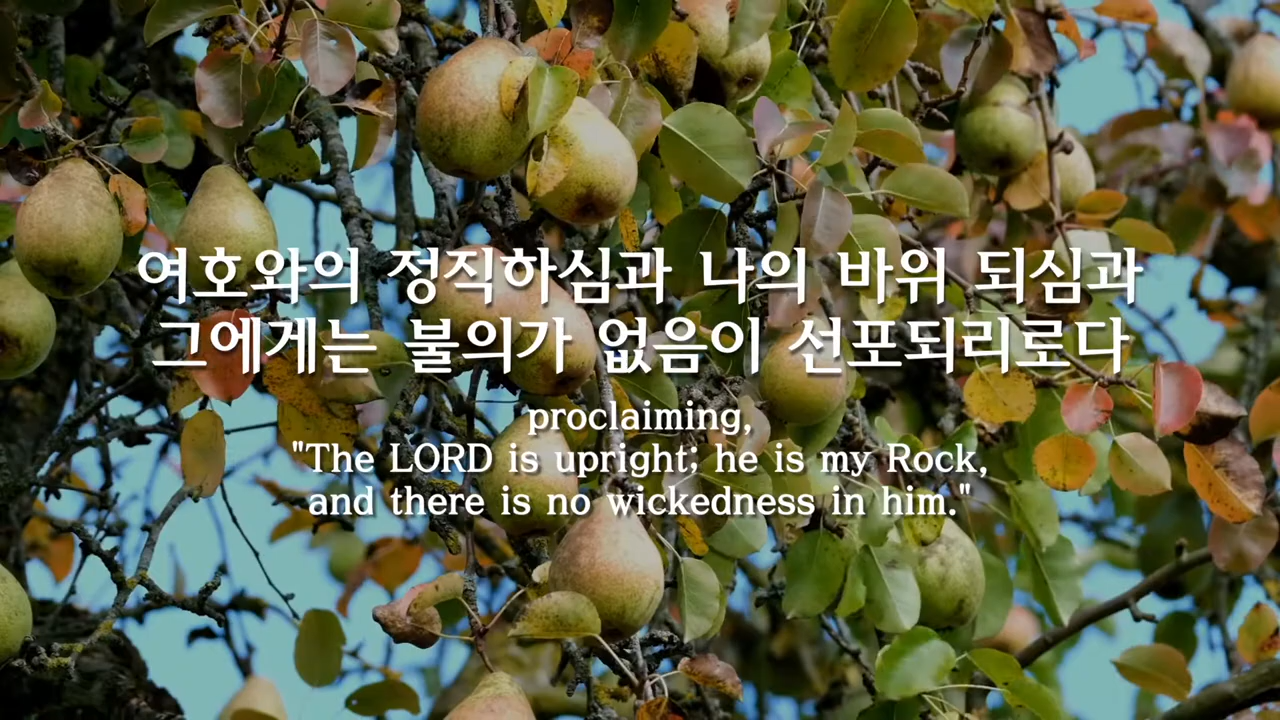 여호와의 정직하심과 나의 바위 되심과
그에게는 불의가 없음이 선포되리로다
proclaiming,
"The LORD is upright; he is my Rock,
and there is no wickedness in him."